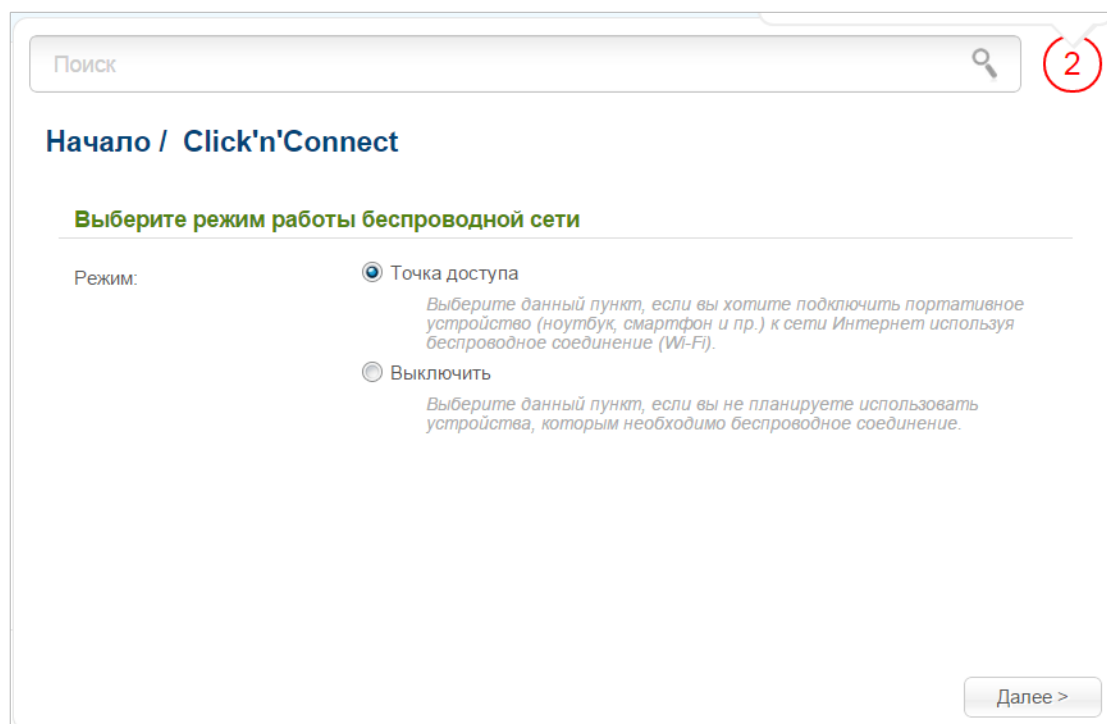 Поиск
2
Начало / Click'n'Connect
Выберите режим работы беспроводной сети
Режим:
Точка доступа
Выберите данный пункт, если вы хотите подключить портативное
устройство (ноутбук, смартфон и пр.) к сети Интернет используя
беспроводное соединение (Wi-Fi).
Выключить
Выберите данный пункт, если вы не планируете использовать
устройства, которым необходимо беспроводное соединение.
Далее >